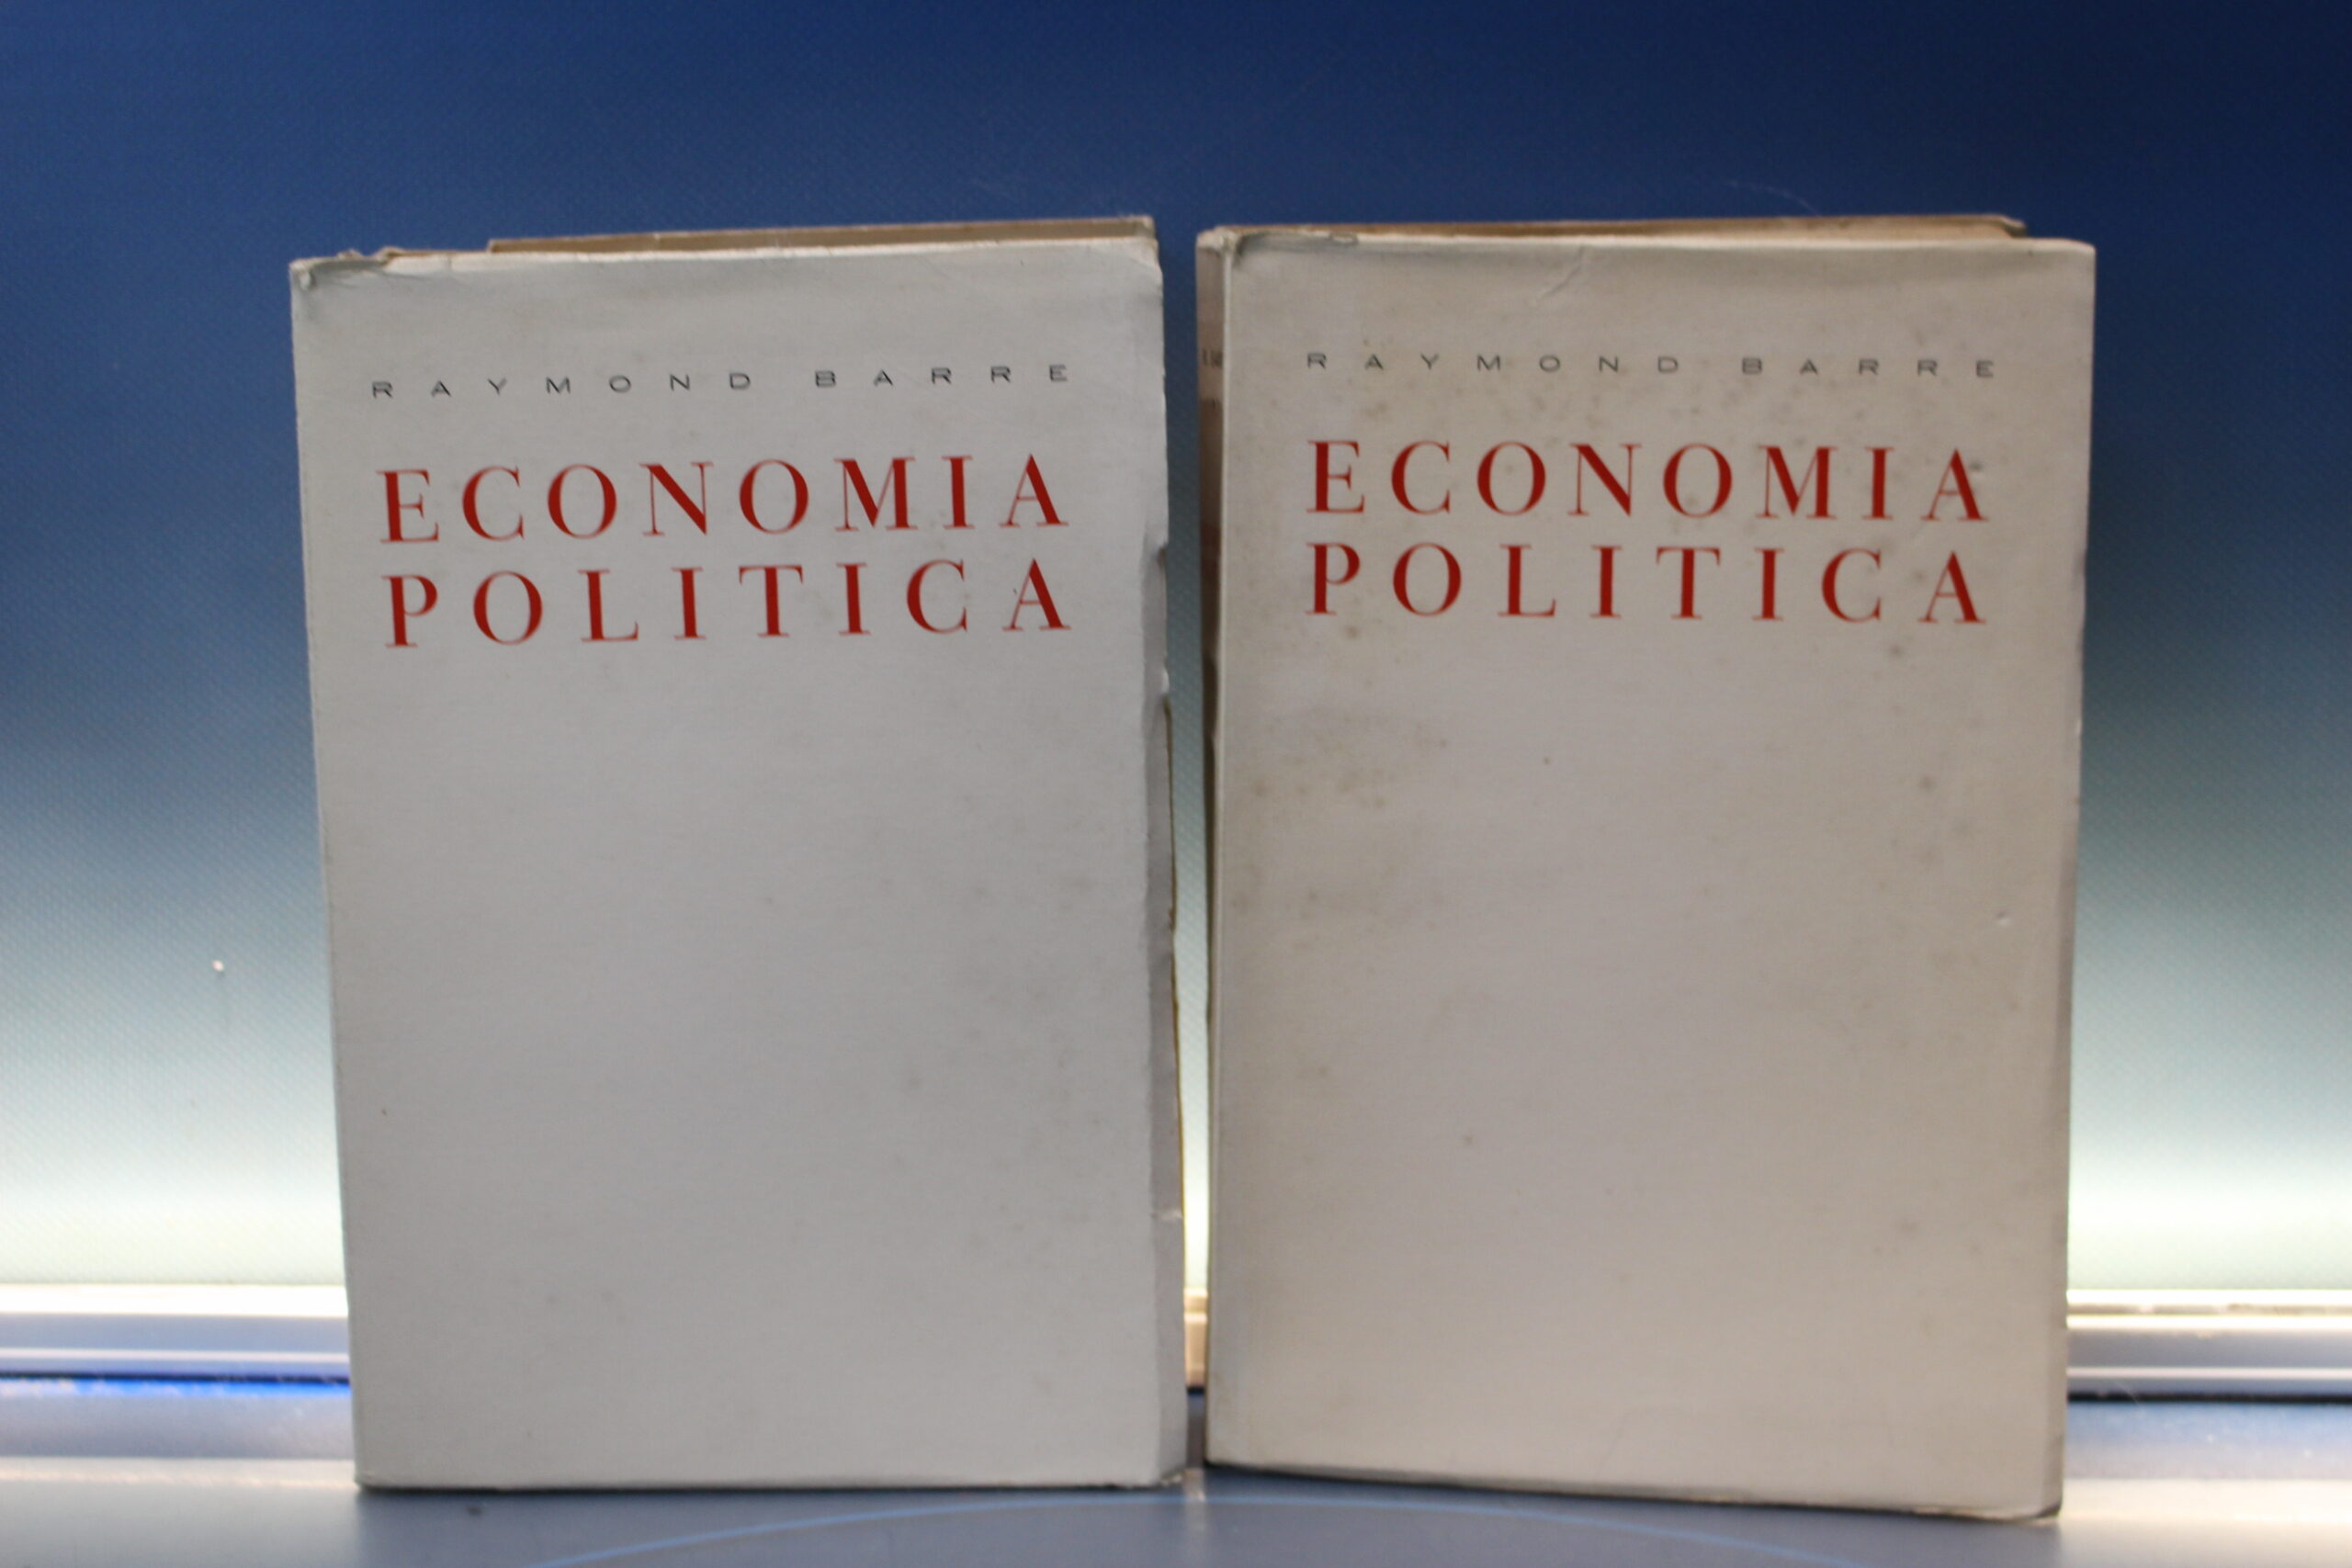 RAYMOND BARRE
ECONOMIA
POLITICA
RAYMOND BARRE
ECONOMIA
POLITICA